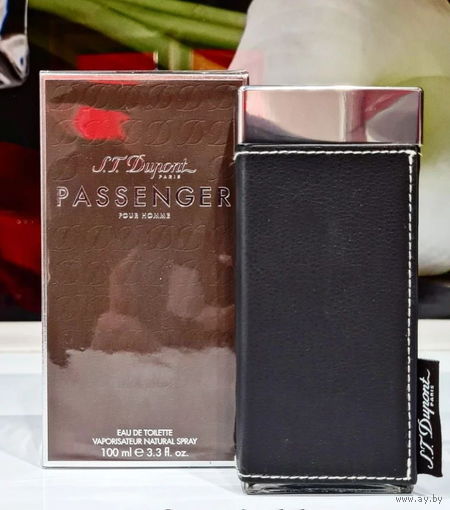 S.T. Dupont
PARIS
PASSENGER
POUR HOMME
EAU DE TOILETTE
VAPORISATEUR NATURAL SPRAY
100 ml e 3.3 fl. oz.
S.T. Dupont
PARIS
www.ay.by